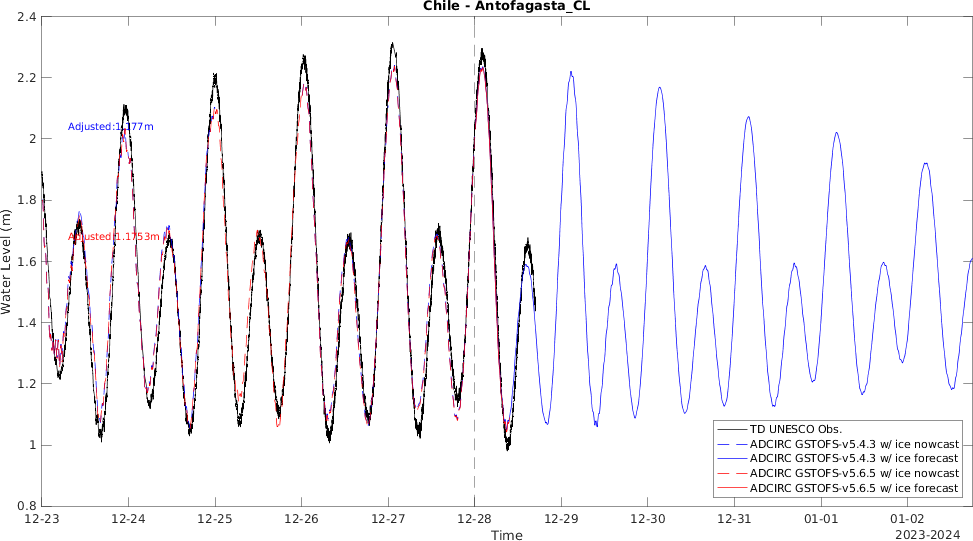 Chile - Antofagasta_CL
2.4
2.2
2
1.8
1.6
1.4
1.2
1
0.8
Water Level (m)
Adjusted:1.177m
Adjusted:1.1753m
TD UNESCO Obs.
ADCIRC GSTOFS-v5.4.3 w/ ice nowcast
ADCIRC GSTOFS-v5.4.3 w/ ice forecast
ADCIRC GSTOFS-v5.6.5 w/ ice nowcast
ADCIRC GSTOFS-v5.6.5 w/ ice forecast
12-23 12-24 12-25 12-26 12-27 12-28 12-29 12-30 12-31 01-01 01-02
Time
2023-2024